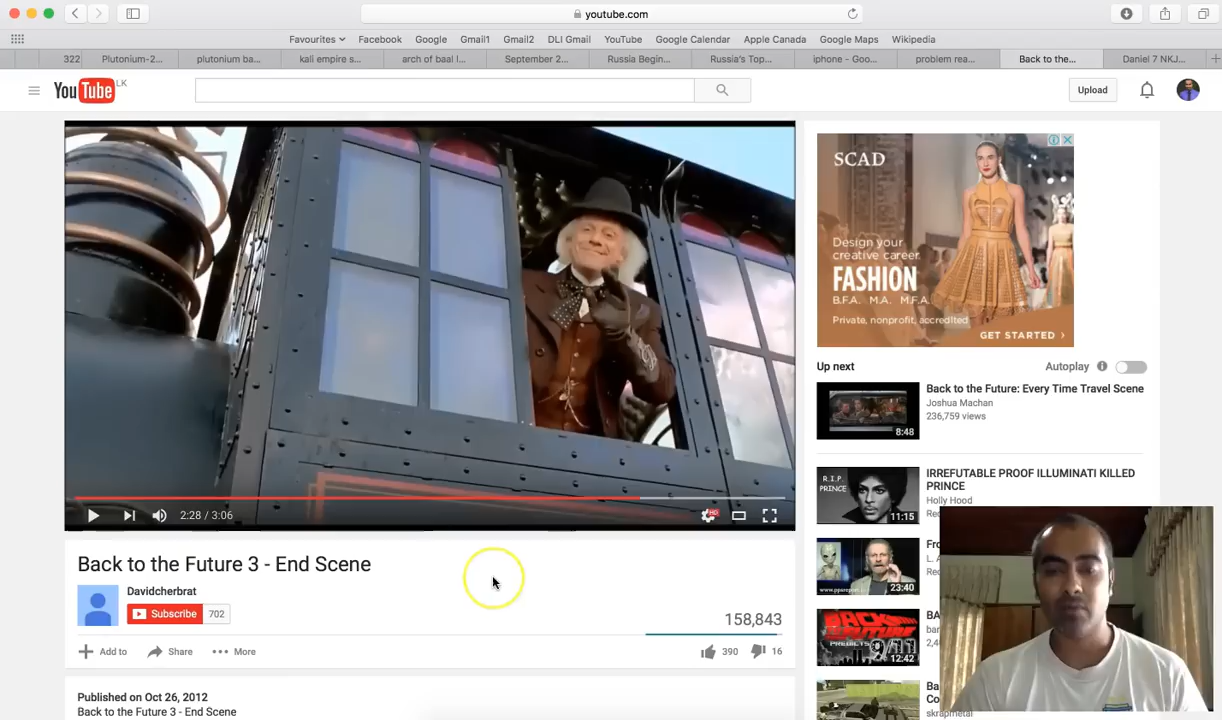 youtube.com
Favourites Facebook Google Gmail1 Gmail2 DLI Gmail YouTube Google Calendar Apple Canada Google Maps Wikipedia
322 Plutonium-2... plutonium ba... kali empire s... arch of baal l... September 2... Russia Begin... Russia's Top... iphone - Goo... problem rea... Back to the... Daniel 7 NKJ...
YouTube LK
Upload
SCAD
Design your
creative career
FASHION
B.F.A. M.A. M.F.A.
Private, nonprofit, accredited
GET STARTED >
Up next Autoplay
Back to the Future: Every Time Travel Scene
Joshua Machan
236,759 views
8:48
R.I.P.
PRINCE
11:15
IRREFUTABLE PROOF ILLUMINATI KILLED
PRINCE
Holly Hood
23:40
12:42
skrapmetal
2:28 / 3:06
HD
Back to the Future 3 - End Scene
Davidcherbrat
Subscribe 702
158,843
Add to Share More
390 16
Published on Oct 26, 2012
Back to the Future 3 - End Scene